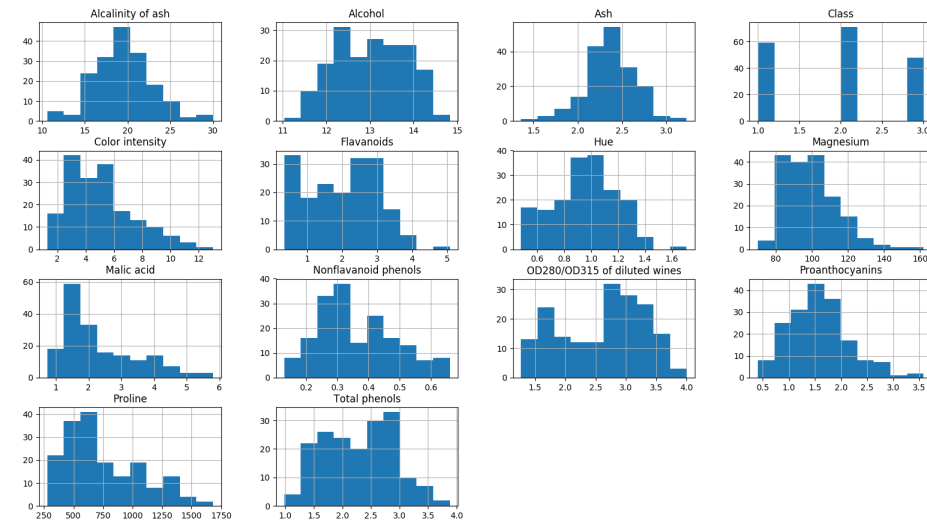 Alcalinity of ash
40
30
20
10
0
10 15 20 25 30
Alcohol
30
20
10
0
11 12 13 14 15
Ash
40
20
0
1.5 2.0 2.5 3.0
Class
60
40
20
0
1.0 1.5 2.0 2.5 3.0
Color intensity
40
30
20
10
0
2 4 6 8 10 12
Flavanoids
30
20
10
0
0 1 2 3 4 5
Hue
40
30
20
10
0
0.6 0.8 1.0 1.2 1.4 1.6
Magnesium
40
30
20
10
0
80 100 120 140 160
Malic acid
60
40
20
0
1 2 3 4 5 6
Nonflavanoid phenols
40
30
20
10
0
0.2 0.3 0.4 0.5 0.6
OD280/OD315 of diluted wines
30
20
10
0
1.5 2.0 2.5 3.0 3.5 4.0
Proanthocyanins
40
30
20
10
0
0.5 1.0 1.5 2.0 2.5 3.0 3.5
Proline
40
30
20
10
0
250 500 750 1000 1250 1500 1750
Total phenols
30
20
10
0
1.0 1.5 2.0 2.5 3.0 3.5 4.0